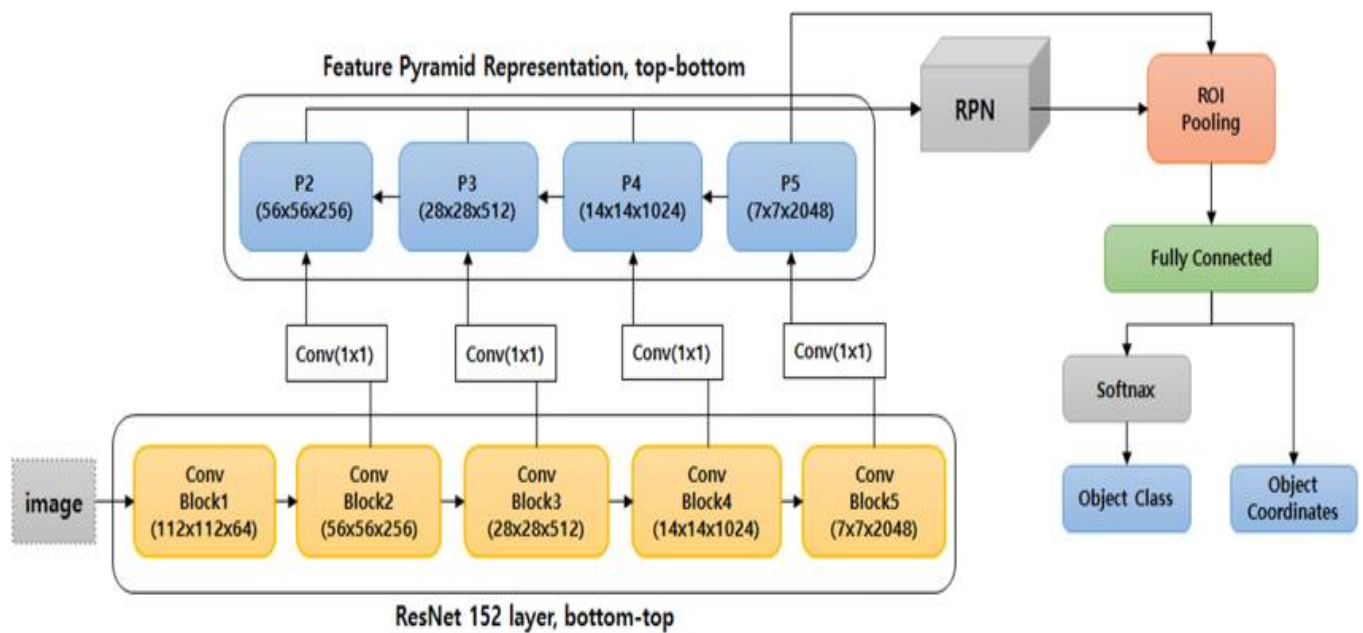 Feature Pyramid Representation, top-bottom
RPN
ROI
Pooling
P2
(56x56x256)
P3
(28x28x512)
P4
(14x14x1024)
P5
(7x7x2048)
Fully Connected
Conv(1x1)
Conv(1x1)
Conv(1x1)
Conv(1x1)
Softnax
Object Class
Object
Coordinates
image
Conv
Block1
(112x112x64)
Conv
Block2
(56x56x256)
Conv
Block3
(28x28x512)
Conv
Block4
(14x14x1024)
Conv
Block5
(7x7x2048)
ResNet 152 layer, bottom-top